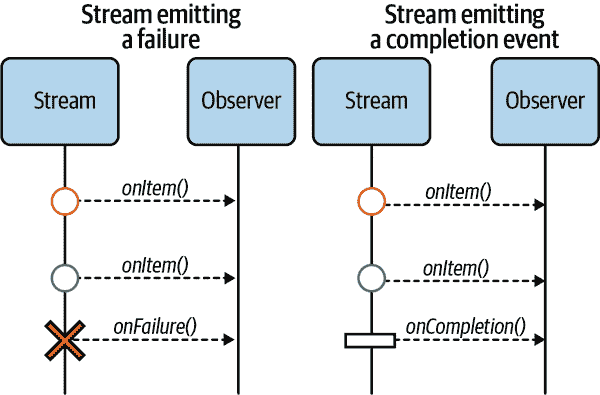 Stream emitting
a failure
Stream
Observer
onItem()
onItem()
onFailure()
Stream emitting
a completion event
Stream
Observer
onItem()
onItem()
onCompletion()